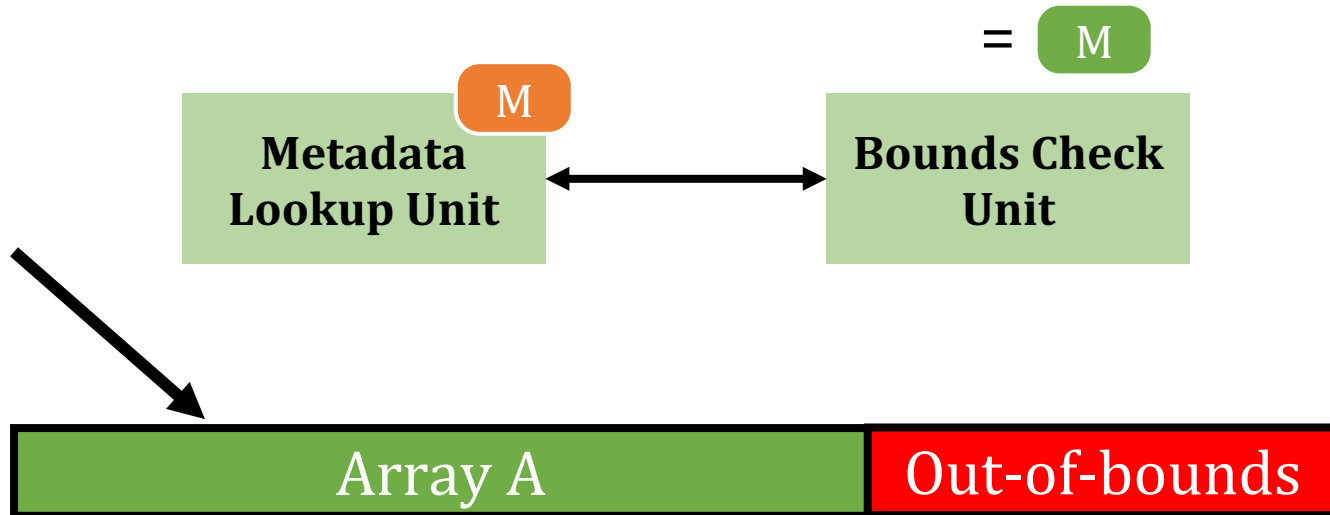 = M
M
Metadata
Lookup Unit
Bounds Check
Unit
Array A
Out-of-bounds